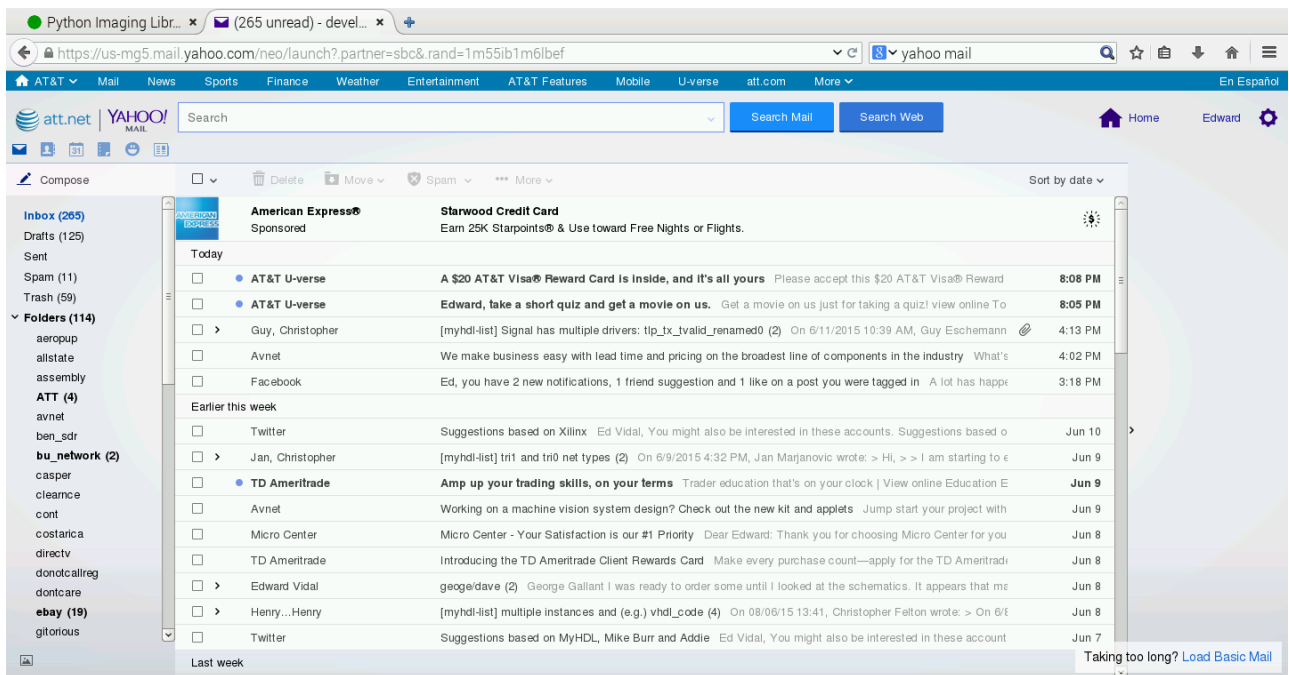 Python Imaging Libr... (265 unread) - devel...
https://us-mg5.mail.yahoo.com/neo/launch?.partner=sbc&.rand=1m55ib1m6lbef yahoo mail
AT&T Mail News Sports Finance Weather Entertainment AT&T Features Mobile U-verse att.com More En Español
att.net YAHOO! MAIL Search Search Mail Search Web Home Edward
31
Compose Delete Move Spam More Sort by date
Inbox (265)
Drafts (125)
Sent
Spam (11)
Trash (59)
Folders (114)
aeropup
allstate
assembly
ATT (4)
avnet
ben_sdr
bu_network (2)
casper
clearnce
cont
costarica
directv
donotcallreg
dontcare
ebay (19)
gitorious
AMERICAN EXPRESS
American Express® Starwood Credit Card
Sponsored Earn 25K Starpoints® & Use toward Free Nights or Flights.
Today
AT&T U-verse A $20 AT&T Visa® Reward Card is inside, and it's all yours Please accept this $20 AT&T Visa® Reward 8:08 PM
AT&T U-verse Edward, take a short quiz and get a movie on us. Get a movie on us just for taking a quiz! view online To 8:05 PM
Guy, Christopher [myhdl-list] Signal has multiple drivers: tlp_tx_tvalid_renamed0 (2) On 6/11/2015 10:39 AM, Guy Eschemann 4:13 PM
Avnet We make business easy with lead time and pricing on the broadest line of components in the industry What's 4:02 PM
Facebook Ed, you have 2 new notifications, 1 friend suggestion and 1 like on a post you were tagged in A lot has happe 3:18 PM
Earlier this week
Twitter Suggestions based on Xilinx Ed Vidal, You might also be interested in these accounts. Suggestions based o Jun 10
Jan, Christopher [myhdl-list] tri1 and tri0 net types (2) On 6/9/2015 4:32 PM, Jan Marjanovic wrote: > Hi, > > I am starting to e Jun 9
TD Ameritrade Amp up your trading skills, on your terms Trader education that's on your clock | View online Education E Jun 9
Avnet Working on a machine vision system design? Check out the new kit and applets Jump start your project with Jun 9
Micro Center Micro Center - Your Satisfaction is our #1 Priority Dear Edward: Thank you for choosing Micro Center for you Jun 8
TD Ameritrade Introducing the TD Ameritrade Client Rewards Card Make every purchase count—apply for the TD Ameritrade Jun 8
Edward Vidal geoge/dave (2) George Gallant I was ready to order some until I looked at the schematics. It appears that ma Jun 8
Henry...Henry [myhdl-list] multiple instances and (e.g.) vhdl_code (4) On 08/06/15 13:41, Christopher Felton wrote: > On 6/8 Jun 8
Twitter Suggestions based on MyHDL, Mike Burr and Addie Ed Vidal, You might also be interested in these account Jun 7
Last week
Taking too long? Load Basic Mail